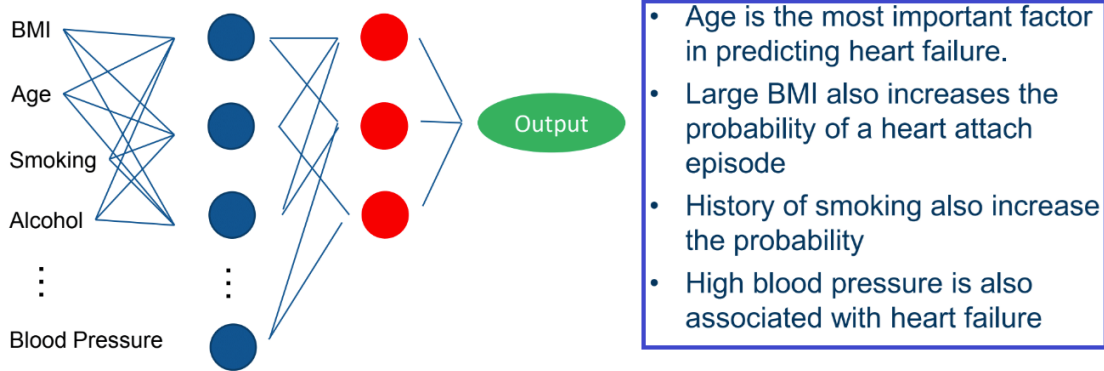 BMI
Age
Smoking
Alcohol
Blood Pressure
Output
• Age is the most important factor
in predicting heart failure.
• Large BMI also increases the
probability of a heart attach
episode
• History of smoking also increase
the probability
• High blood pressure is also
associated with heart failure